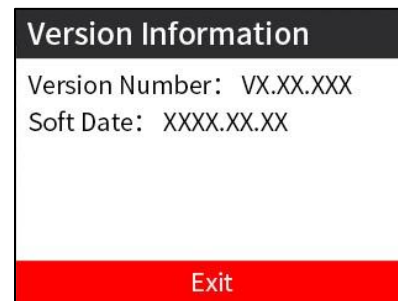 Version Information
Version Number： VX.XX.XXX
Soft Date： XXXX.XX.XX
Exit